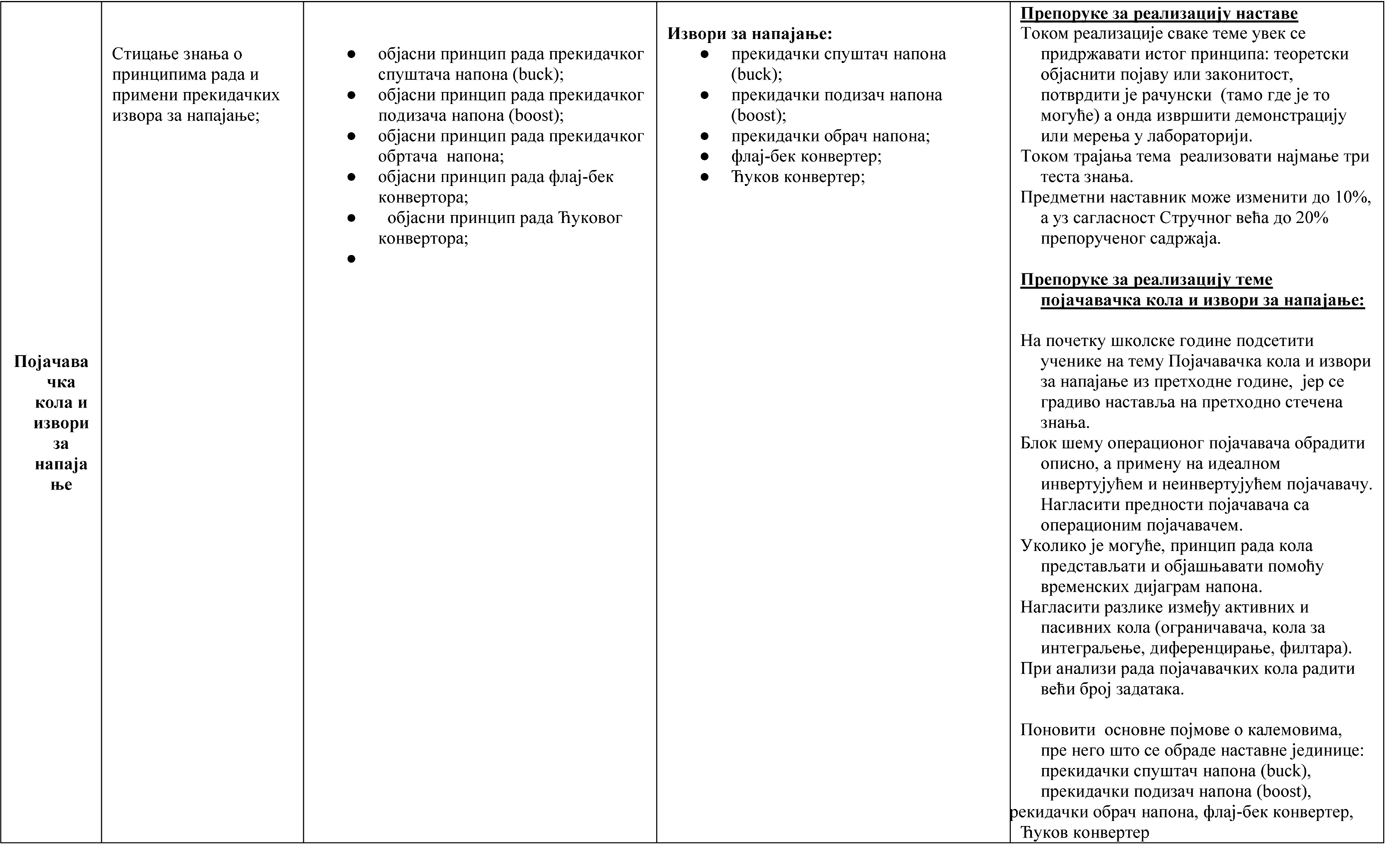 Појачава
чка
кола и
извори
за
напаја
ње
Стицање знања о
принципима рада и
примени прекидачких
извора за напајање;
● објасни принцип рада прекидачког
спуштача напона (buck);
● објасни принцип рада прекидачког
подизача напона (boost);
● објасни принцип рада прекидачког
обртача напона;
● објасни принцип рада флај-бек
конвертора;
● објасни принцип рада Ћуковог
конвертора;
●
Извори за напајање:
● прекидачки спуштач напона
(buck);
● прекидачки подизач напона
(boost);
● прекидачки обрач напона;
● флај-бек конвертер;
● Ћуков конвертер;
Препоруке за реализацију наставе
Током реализације сваке теме увек се
придржавати истог принципа: теоретски
објаснити појаву или законитост,
потврдити је рачунски (тамо где је то
могуће) а онда извршити демонстрацију
или мерења у лабораторији.
Током трајања тема реализовати најмање три
теста знања.
Предметни наставник може изменити до 10%,
а уз сагласност Стручног већа до 20%
препорученог садржаја.
Препоруке за реализацију теме
појачавачка кола и извори за напајање:
На почетку школске године подсетити
ученике на тему Појачавачка кола и извори
за напајање из претходне године, јер се
градиво наставља на претходно стечена
знања.
Блок шему операционог појачавача обрадити
описно, а примену на идеалном
инвертујућем и неинвертујућем појачавачу.
Нагласити предности појачавача са
операционим појачавачем.
Уколико је могуће, принцип рада кола
представљати и објашњавати помоћу
временских дијаграм напона.
Нагласити разлике између активних и
пасивних кола (ограничавача, кола за
интеграљење, диференцирање, филтара).
При анализи рада појачавачких кола радити
већи број задатака.
Поновити основне појмове о калемовима,
пре него што се обраде наставне јединице:
прекидачки спуштач напона (buck),
прекидачки подизач напона (boost),
рекидачки обрач напона, флај-бек конвертер,
Ћуков конвертер